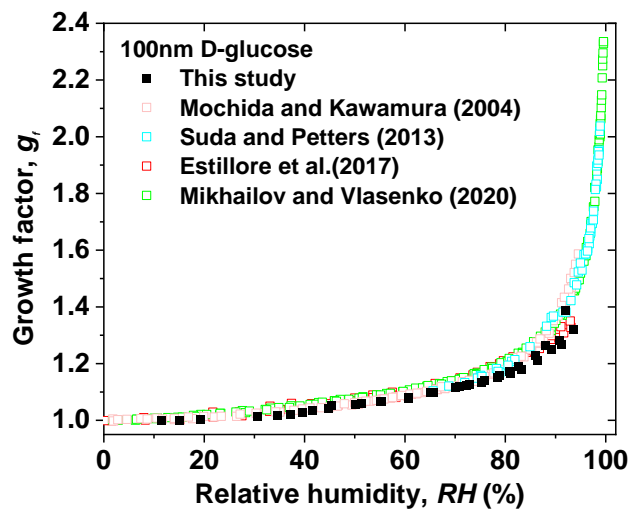 100nm D-glucose
This study
Mochida and Kawamura (2004)
Suda and Petters (2013)
Estillore et al.(2017)
Mikhailov and Vlasenko (2020)
Growth factor, gf
2.4
2.2
2.0
1.8
1.6
1.4
1.2
1.0
0 20 40 60 80 100
Relative humidity, RH (%)